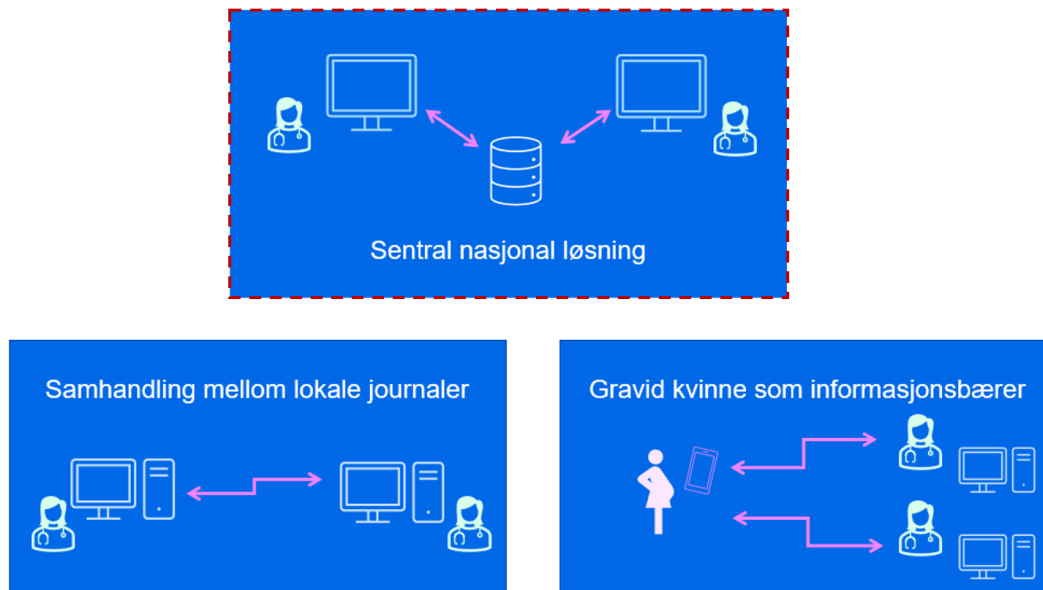 Sentral nasjonal løsning
Samhandling mellom lokale journaler
Gravid kvinne som informasjonsbærer